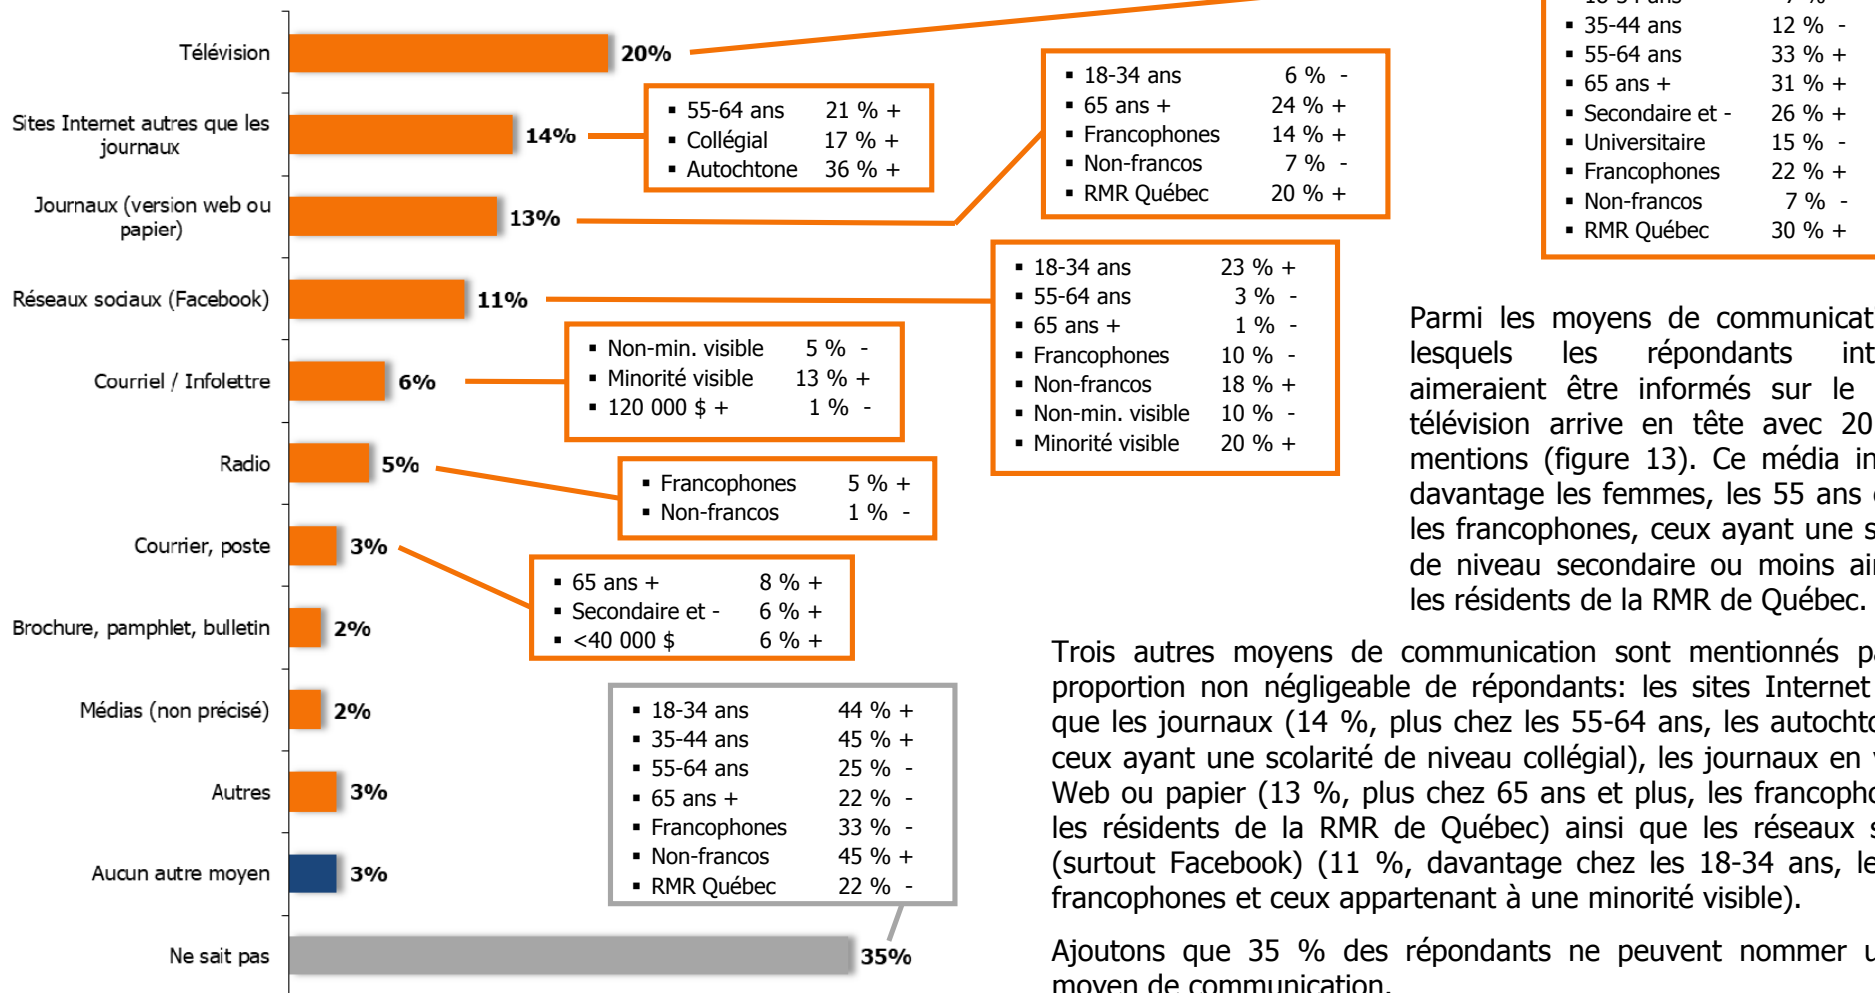 Télévision
20%
Sites Internet autres que les
journaux
14%
Journaux (version web ou
papier)
13%
Réseaux sociaux (Facebook)
11%
Courriel / Infolettre
6%
Radio
5%
Courrier, poste
3%
Brochure, pamphlet, bulletin
2%
Médias (non précisé)
2%
Autres
3%
Aucun autre moyen
3%
Ne sait pas
35%
▪ 35-44 ans 12 % -
▪ 55-64 ans 33 % +
▪ 65 ans + 31 % +
▪ Secondaire et - 26 % +
▪ Universitaire 15 % -
▪ Francophones 22 % +
▪ Non-francos 7 % -
▪ RMR Québec 30 % +
▪ 55-64 ans 21 % +
▪ Collégial 17 % +
▪ Autochtone 36 % +
▪ 18-34 ans 6 % -
▪ 65 ans + 24 % +
▪ Francophones 14 % +
▪ Non-francos 7 % -
▪ RMR Québec 20 % +
▪ 18-34 ans 23 % +
▪ 55-64 ans 3 % -
▪ 65 ans + 1 % -
▪ Francophones 10 % -
▪ Non-francos 18 % +
▪ Non-min. visible 10 % -
▪ Minorité visible 20 % +
▪ Non-min. visible 5 % -
▪ Minorité visible 13 % +
▪ 120 000 $ + 1 % -
▪ Francophones 5 % +
▪ Non-francos 1 % -
▪ 65 ans + 8 % +
▪ Secondaire et - 6 % +
▪ <40 000 $ 6 % +
▪ 18-34 ans 44 % +
▪ 35-44 ans 45 % +
▪ 55-64 ans 25 % -
▪ 65 ans + 22 % -
▪ Francophones 33 % -
▪ Non-francos 45 % +
▪ RMR Québec 22 % -
Parmi les moyens de communicat
lesquels les répondants int
aimeraient être informés sur le
télévision arrive en tête avec 20
mentions (figure 13). Ce média in
davantage les femmes, les 55 ans
les francophones, ceux ayant une s
de niveau secondaire ou moins ai
les résidents de la RMR de Québec.
Trois autres moyens de communication sont mentionnés pa
proportion non négligeable de répondants: les sites Internet
que les journaux (14 %, plus chez les 55-64 ans, les autochto
ceux ayant une scolarité de niveau collégial), les journaux en v
Web ou papier (13 %, plus chez 65 ans et plus, les francopho
les résidents de la RMR de Québec) ainsi que les réseaux s
(surtout Facebook) (11 %, davantage chez les 18-34 ans, le
francophones et ceux appartenant à une minorité visible).
Ajoutons que 35 % des répondants ne peuvent nommer u
moyen de communication.